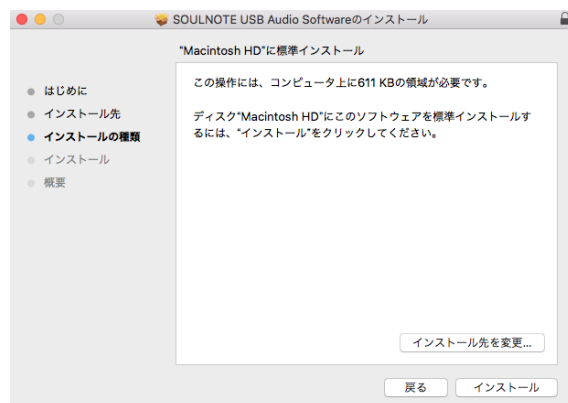 SOULNOTE USB Audio Softwareのインストール
"Macintosh HD"に標準インストール
はじめに
インストール先
インストールの種類
インストール
概要
この操作には、コンピュータ上に611 KBの領域が必要です。
ディスク"Macintosh HD"にこのソフトウェアを標準インストールす
るには、"インストール"をクリックしてください。
インストール先を変更...
戻る
インストール